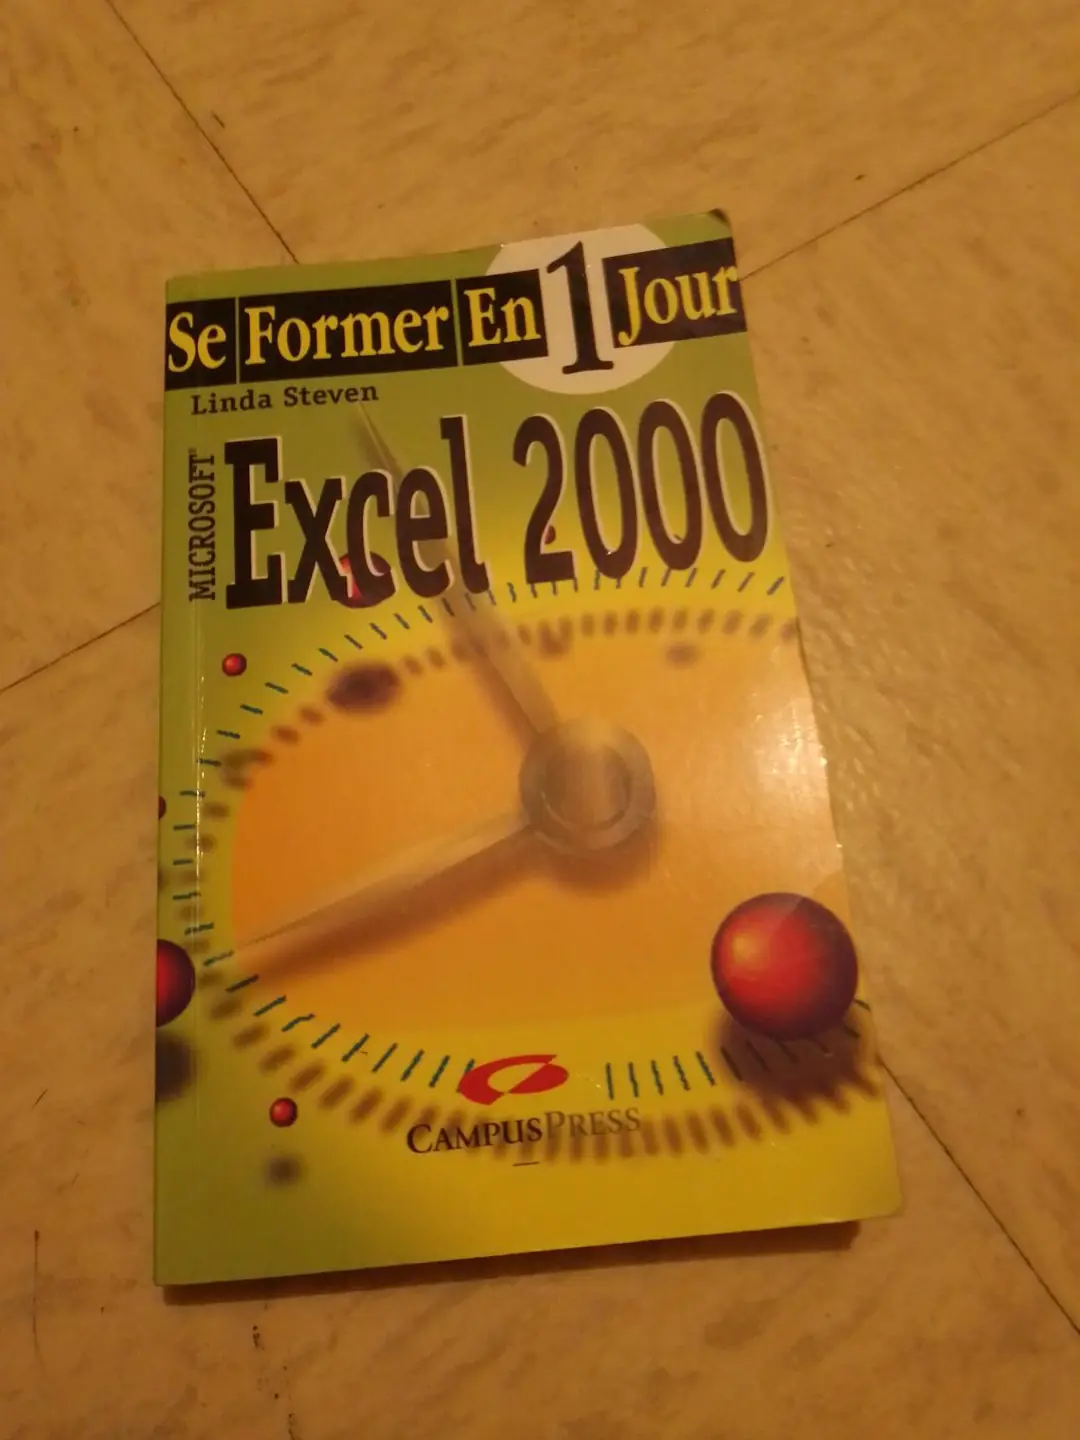 Se Former En 1 Jour
Linda Steven
MICROSOFT®
Excel 2000
CAMPUSPRESS